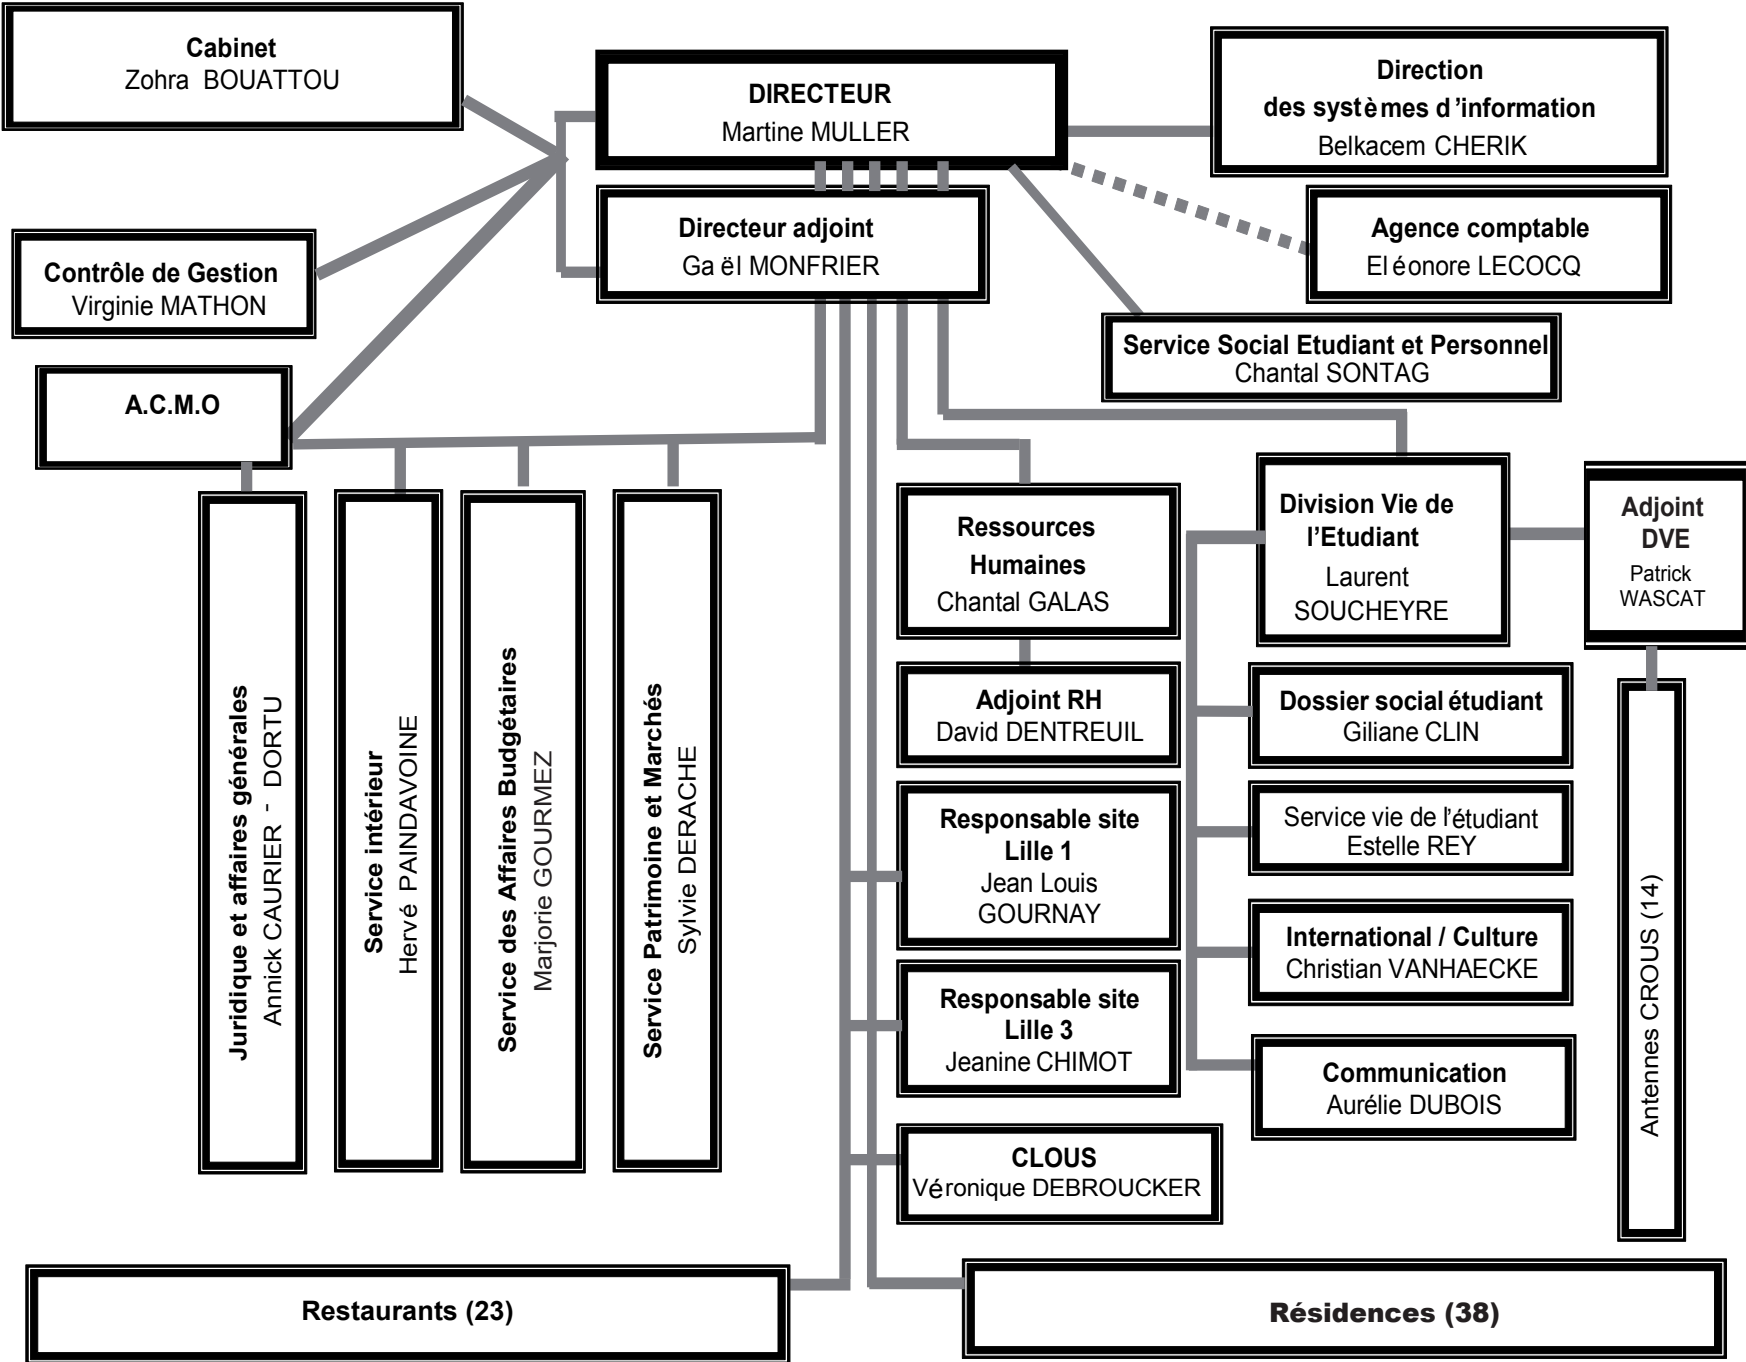 Cabinet
Zohra BOUATTOU
DIRECTEUR
Martine MULLER
Direction
des systèmes d'information
Belkacem CHERIK
Directeur adjoint
Ga ël MONFRIER
Agence comptable
El éonore LECOCQ
Contrôle de Gestion
Virginie MATHON
Service Social Etudiant et Personnel
Chantal SONTAG
A.C.M.O
Juridique et affaires générales
Annick CAURIER - DORTU
Service intérieur
Hervé PAINDAVOINE
Service des Affaires Budgétaires
Marjorie GOURMEZ
Service Patrimoine et Marchés
Sylvie DERACHE
Ressources
Humaines
Chantal GALAS
Adjoint RH
David DENTREUIL
Responsable site
Lille 1
Jean Louis
GOURNAY
Responsable site
Lille 3
Jeanine CHIMOT
CLOUS
Véronique DEBROUCKER
Division Vie de
l'Etudiant
Laurent
SOUCHEYRE
Adjoint
DVE
Patrick
WASCAT
Dossier social étudiant
Giliane CLIN
Service vie de l'étudiant
Estelle REY
International / Culture
Christian VANHAECKE
Communication
Aurélie DUBOIS
Antennes CROUS (14)
Restaurants (23)
Résidences (38)